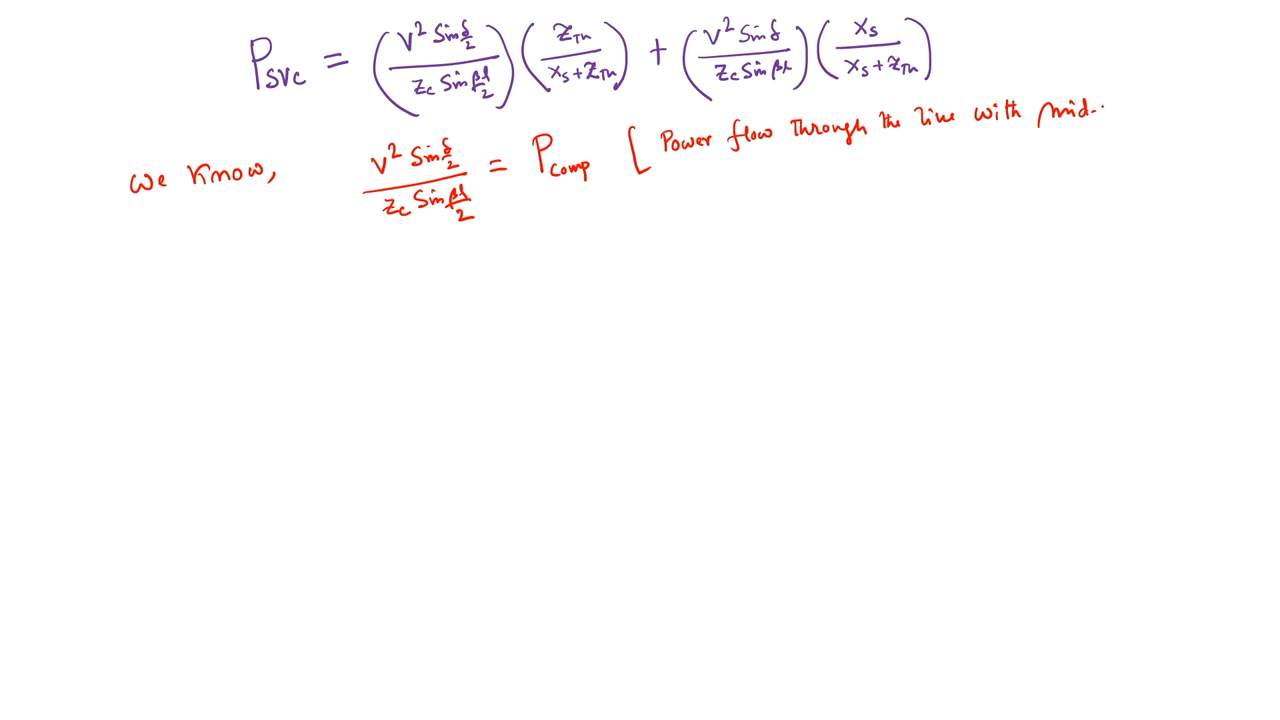 P_SVC = (V² Sin δ/2 / Z_C Sin βl/2) (Z_Th / X_S + Z_Th) + (V² Sin δ / Z_C Sin βl) (X_S / X_S + Z_Th)
We Know, V² Sin δ/2 / Z_C Sin βl/2 = P_Comp [Power flow through the line with mid-